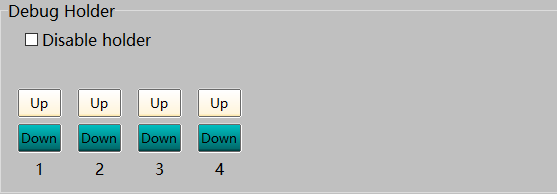 Debug Holder
Disable holder
Up Up Up Up
Down Down Down Down
1 2 3 4